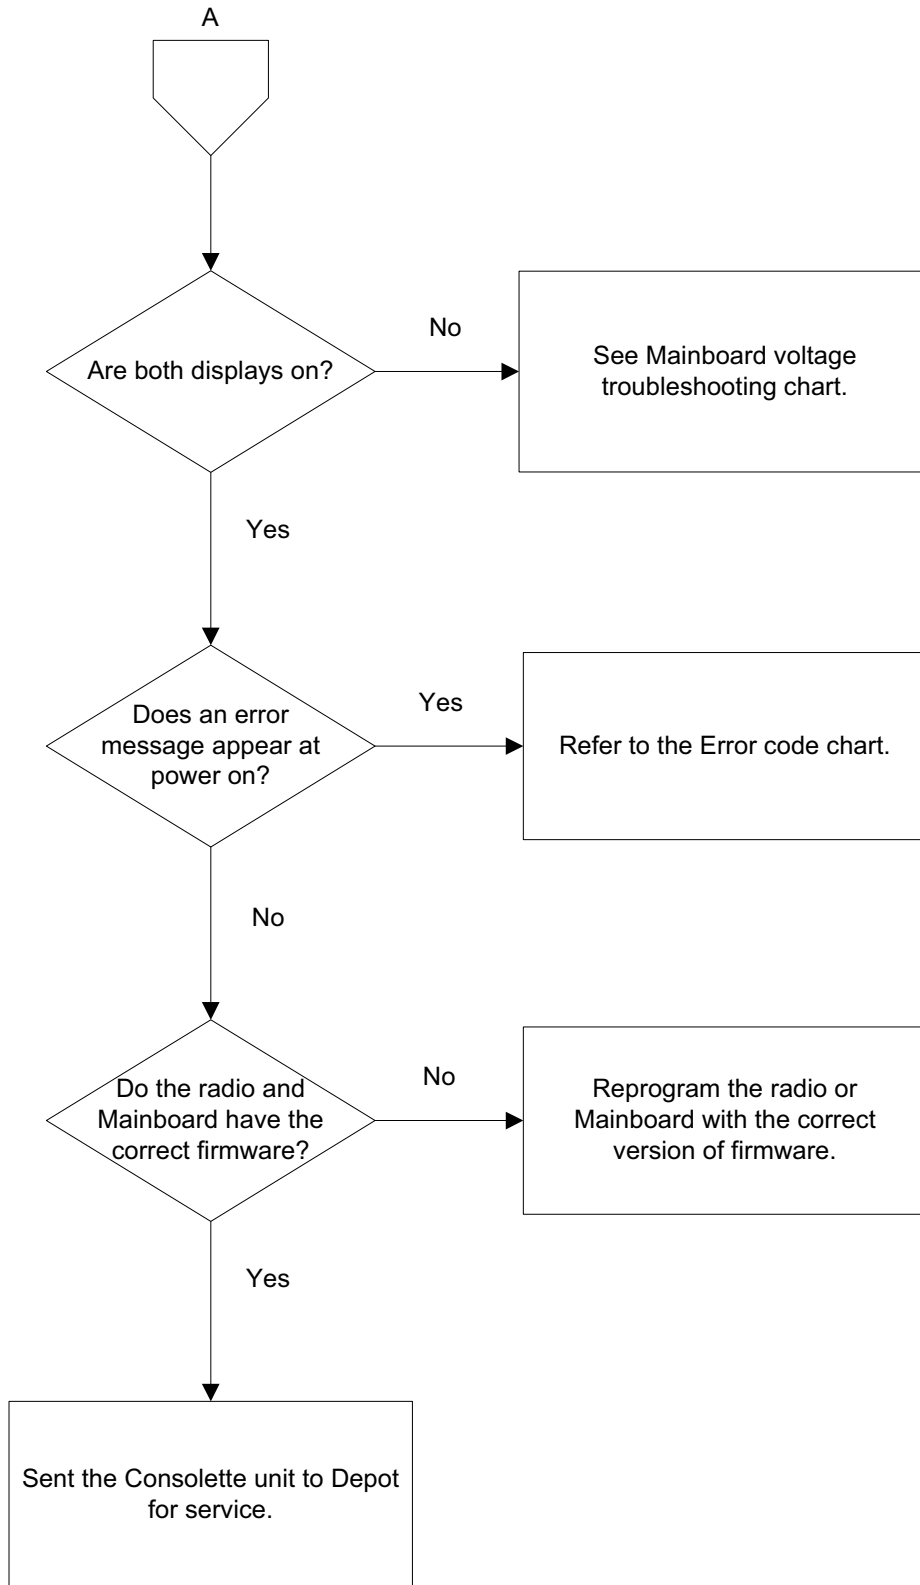 A
Are both displays on?
No
See Mainboard voltage
troubleshooting chart.
Yes
Does an error
message appear at
power on?
Yes
Refer to the Error code chart.
No
Do the radio and
Mainboard have the
correct firmware?
No
Reprogram the radio or
Mainboard with the correct
version of firmware.
Yes
Sent the Consolette unit to Depot
for service.